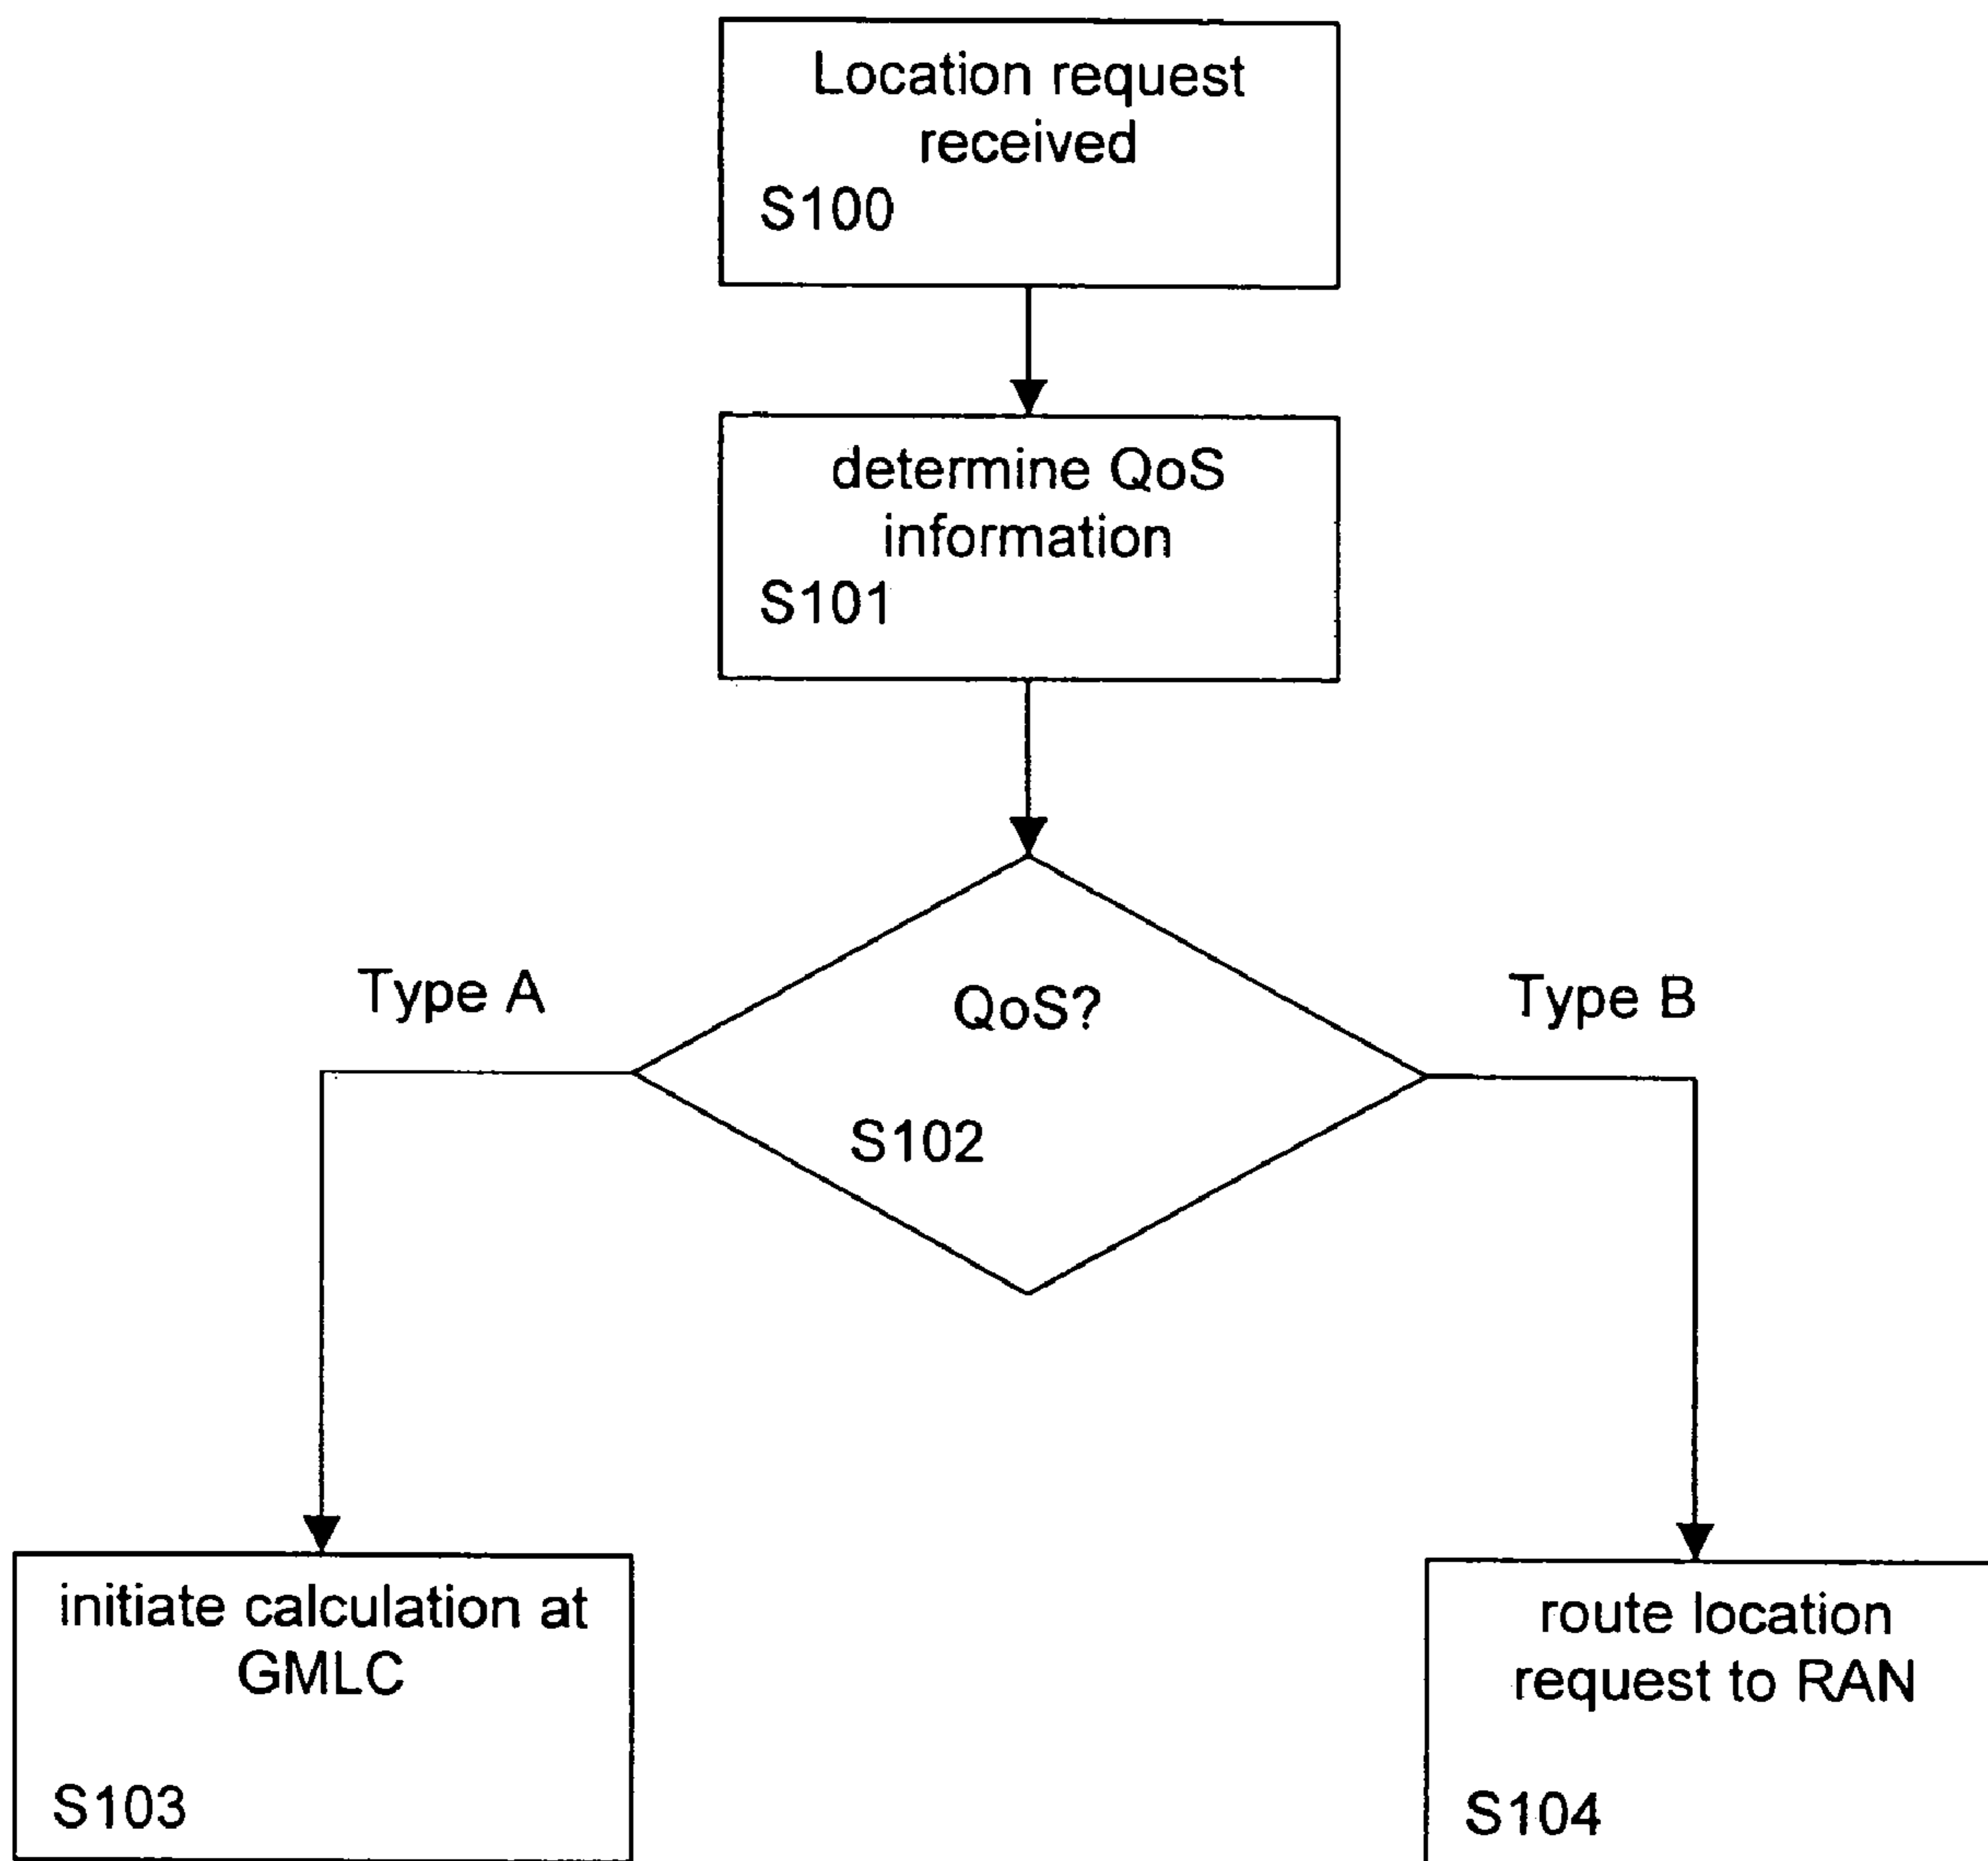 Location request
received
S100
determine QoS
information
S101
Type A
QoS?
Type B
S102
initiate calculation at
GMLC
S103
route location
request to RAN
S104